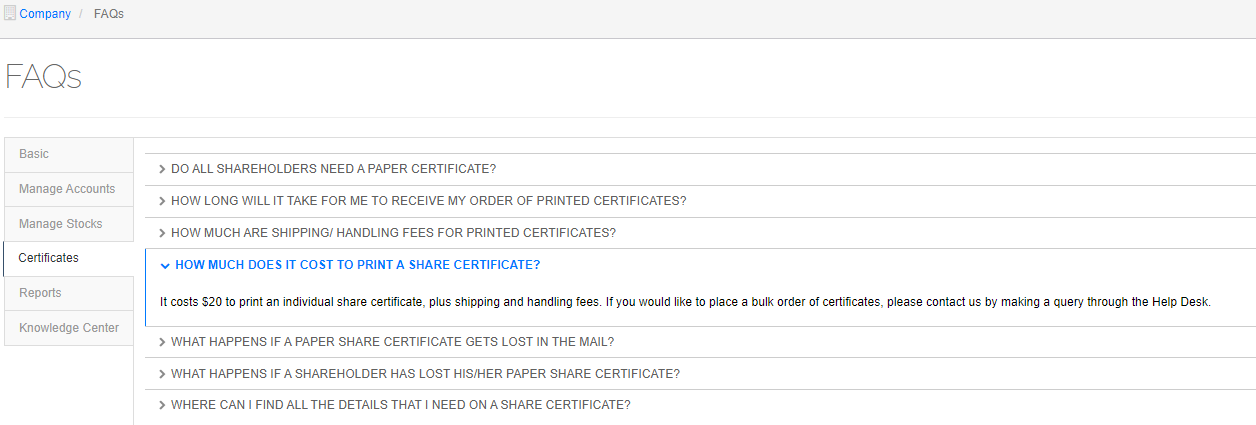 Company / FAQs
FAQs
Basic
Manage Accounts
Manage Stocks
Certificates
Reports
Knowledge Center
DO ALL SHAREHOLDERS NEED A PAPER CERTIFICATE?
HOW LONG WILL IT TAKE FOR ME TO RECEIVE MY ORDER OF PRINTED CERTIFICATES?
HOW MUCH ARE SHIPPING/ HANDLING FEES FOR PRINTED CERTIFICATES?
HOW MUCH DOES IT COST TO PRINT A SHARE CERTIFICATE?
It costs $20 to print an individual share certificate, plus shipping and handling fees. If you would like to place a bulk order of certificates, please contact us by making a query through the Help Desk.
WHAT HAPPENS IF A PAPER SHARE CERTIFICATE GETS LOST IN THE MAIL?
WHAT HAPPENS IF A SHAREHOLDER HAS LOST HIS/HER PAPER SHARE CERTIFICATE?
WHERE CAN I FIND ALL THE DETAILS THAT I NEED ON A SHARE CERTIFICATE?